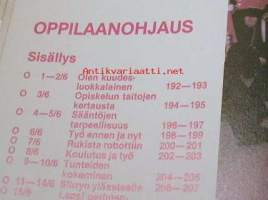 OPPILAANOHJAUS
Sisällys
O 1—2/6 Olen kuudes-
luokkalainen 192—193
O 3/6 Opiskelun taitojen
kertausta 194—195
O 4—5/6 Sääntöjen
tarpeellisuus 196—197
O 6/6 Työ ennen ja nyt 198—199
O 7/6 Rukista robottiin 200—201
O 8/6 Koulutus ja työ 202—203
O 9—10/6 Tunteiden
kokeminen 204—205
O 11—14/6 Siirryn yläasteelle 206—207
O 15/6
Antikvariaatti.net